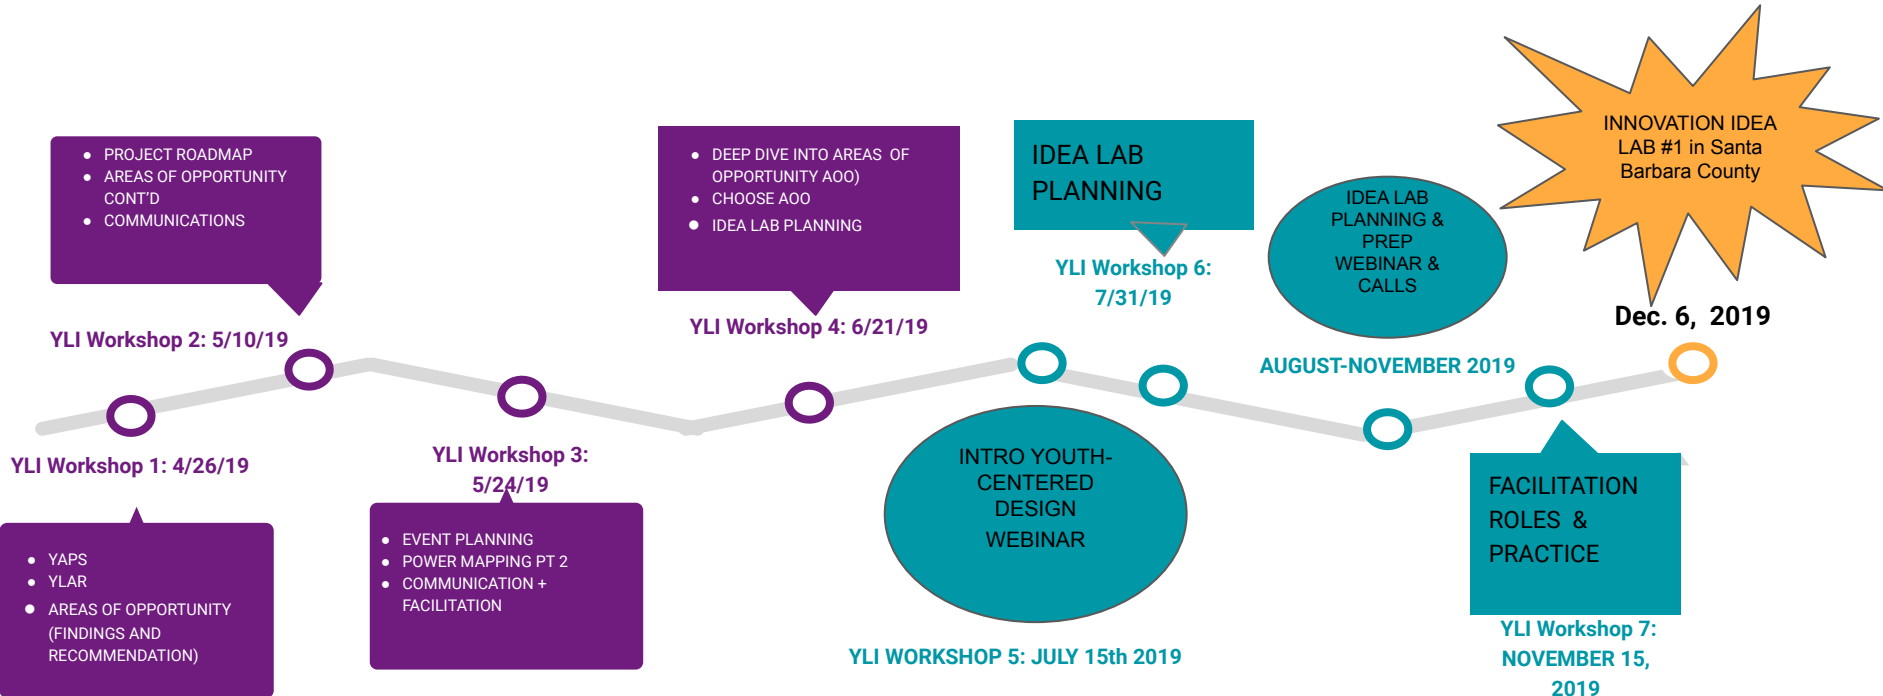 ● PROJECT ROADMAP
● AREAS OF OPPORTUNITY
CONT'D
● COMMUNICATIONS
YLI Workshop 2: 5/10/19
YLI Workshop 1: 4/26/19
● YAPS
● YLAR
● AREAS OF OPPORTUNITY
(FINDINGS AND
RECOMMENDATION)
YLI Workshop 3:
5/24/19
● EVENT PLANNING
● POWER MAPPING PT 2
● COMMUNICATION +
FACILITATION
● DEEP DIVE INTO AREAS OF
OPPORTUNITY AOO)
● CHOOSE AOO
● IDEA LAB PLANNING
YLI Workshop 4: 6/21/19
INTRO YOUTH-
CENTERED
DESIGN
WEBINAR
YLI WORKSHOP 5: JULY 15th 2019
IDEA LAB
PLANNING
YLI Workshop 6:
7/31/19
IDEA LAB
PLANNING &
PREP
WEBINAR &
CALLS
AUGUST-NOVEMBER 2019
FACILITATION
ROLES &
PRACTICE
YLI Workshop 7:
NOVEMBER 15,
2019
INNOVATION IDEA
LAB #1 in Santa
Barbara County
Dec. 6, 2019